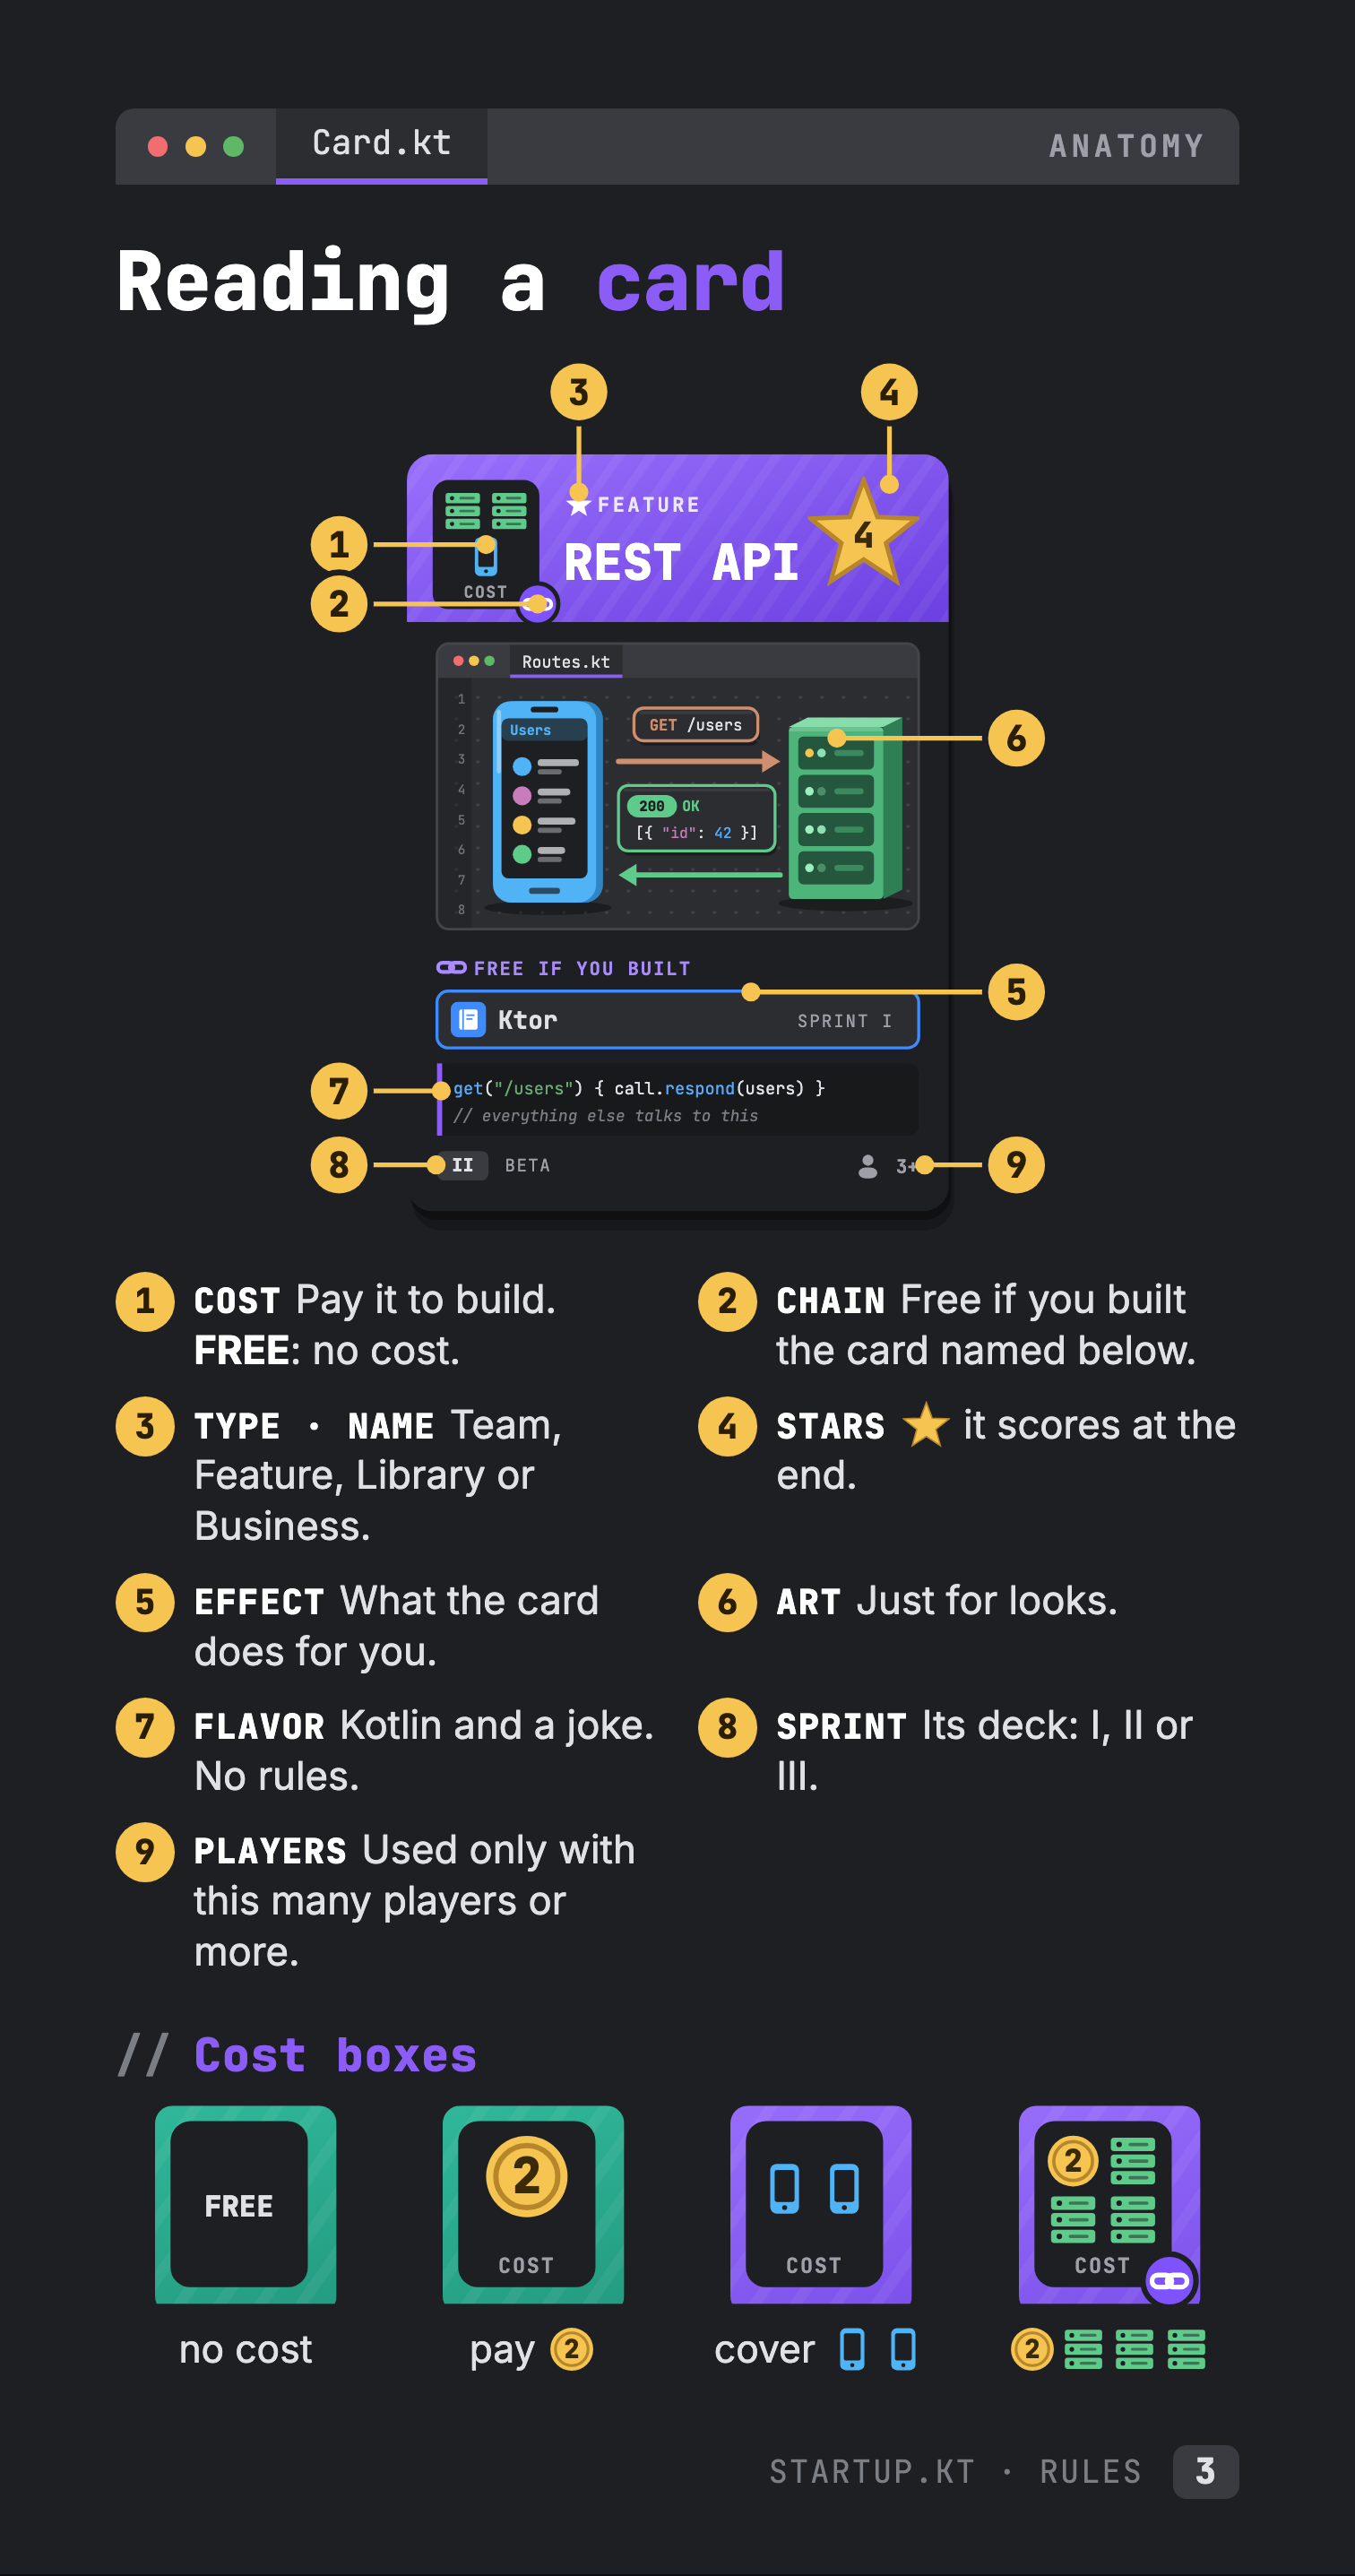 Card.kt
ANATOMY
Reading a card
3
4
FEATURE
4
1
REST API
COST
2
Routes.kt
1
2
3
4
5
6
7
8
Users
GET /users
6
200 OK
[{ "id": 42 }]
FREE IF YOU BUILT
5
Ktor
SPRINT I
7
get("/users") { call.respond(users) }
// everything else talks to this
8
II
BETA
3+
9
1 COST Pay it to build.
FREE: no cost.
2 CHAIN Free if you built
the card named below.
3 TYPE · NAME Team,
Feature, Library or
Business.
4 STARS it scores at the
end.
5 EFFECT What the card
does for you.
6 ART Just for looks.
7 FLAVOR Kotlin and a joke.
No rules.
8 SPRINT Its deck: I, II or
III.
9 PLAYERS Used only with
this many players or
more.
// Cost boxes
FREE
2
COST
COST
2
COST
no cost
pay 2
cover
2
STARTUP.KT · RULES 3